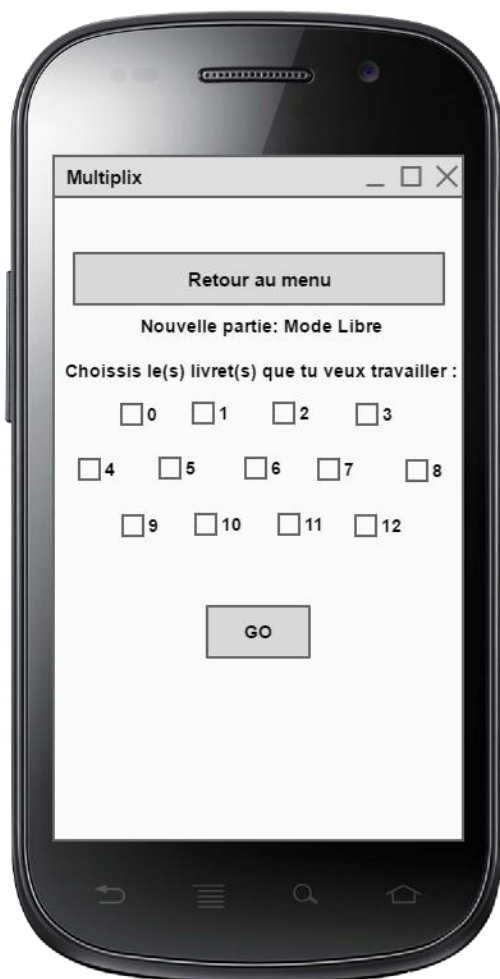 Multiplix
Retour au menu
Nouvelle partie: Mode Libre
Choissis le(s) livret(s) que tu veux travailler :
0 1 2 3
4 5 6 7 8
9 10 11 12
GO